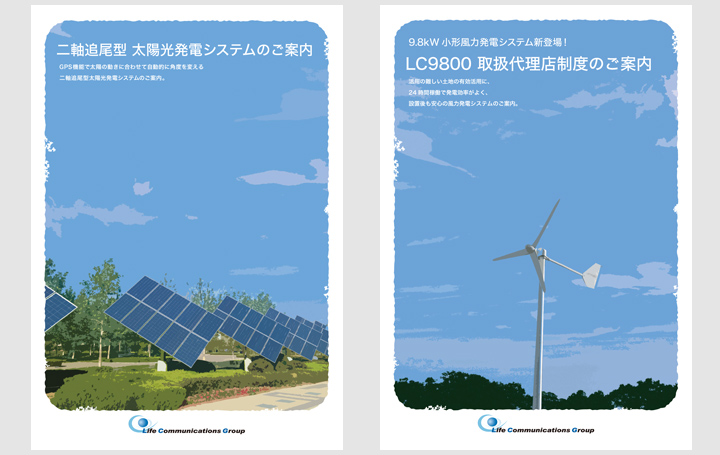 二軸追尾型 太陽光発電システムのご案内
GPS機能で太陽の動きに合わせて自動的に角度を変える
二軸追尾型太陽光発電システムのご案内。
Life Communications Group
9.8kW 小形風力発電システム新登場！
LC9800 取扱代理店制度のご案内
活用の難しい土地の有効活用に、
24時間稼働で発電効率がよく、
設置後も安心の風力発電システムのご案内。
Life Communications Group